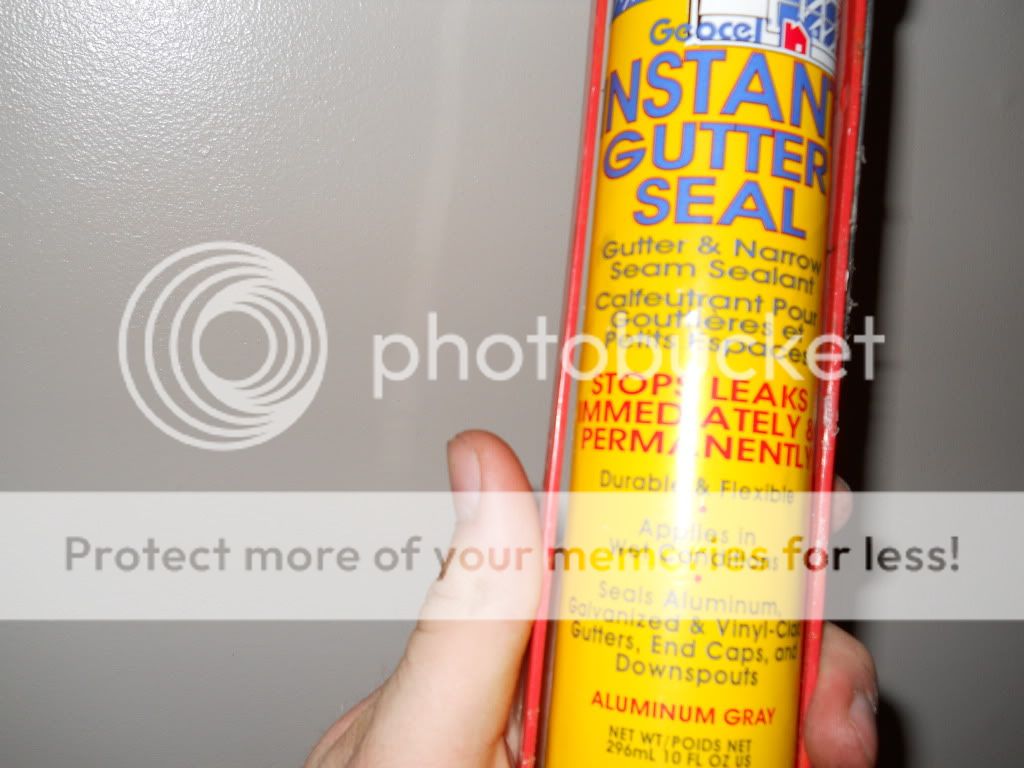 Geocel
INSTANT
GUTTER
SEAL
Gutter & Narrow
Seam Sealant
Calfeutrant Pour
Gouttières et
Petits Espaces
photobucket
STOPS LEAKS
IMMEDIATELY &
PERMANENTLY
Durable & Flexible
Applies in
Wet Conditions
Protect more of your memories for less!
Seals Aluminum,
Galvanized & Vinyl-Clad
Gutters, End Caps, and
Downspouts
ALUMINUM GRAY
NET WT/POIDS NET
296mL 10 FL OZ US